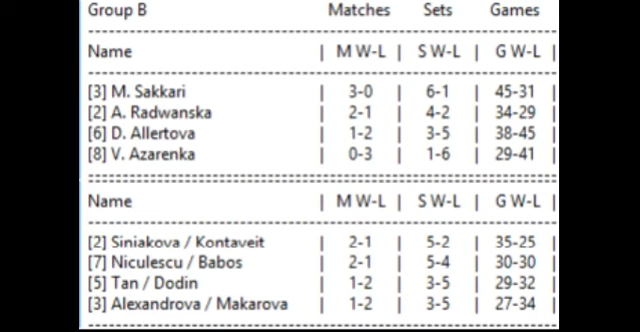 Group B Matches Sets Games
--------------------------------------------------------------------------------
Name | M W-L | S W-L | G W-L |
--------------------------------------------------------------------------------
[3] M. Sakkari | 3-0 | 6-1 | 45-31 |
[2] A. Radwanska | 2-1 | 4-2 | 34-29 |
[6] D. Allertova | 1-2 | 3-5 | 38-45 |
[8] V. Azarenka | 0-3 | 1-6 | 29-41 |
================================================================================
Name | M W-L | S W-L | G W-L |
--------------------------------------------------------------------------------
[2] Siniakova / Kontaveit | 2-1 | 5-2 | 35-25 |
[7] Niculescu / Babos | 2-1 | 5-4 | 30-30 |
[5] Tan / Dodin | 1-2 | 3-5 | 29-32 |
[3] Alexandrova / Makarova | 1-2 | 3-5 | 27-34 |
--------------------------------------------------------------------------------